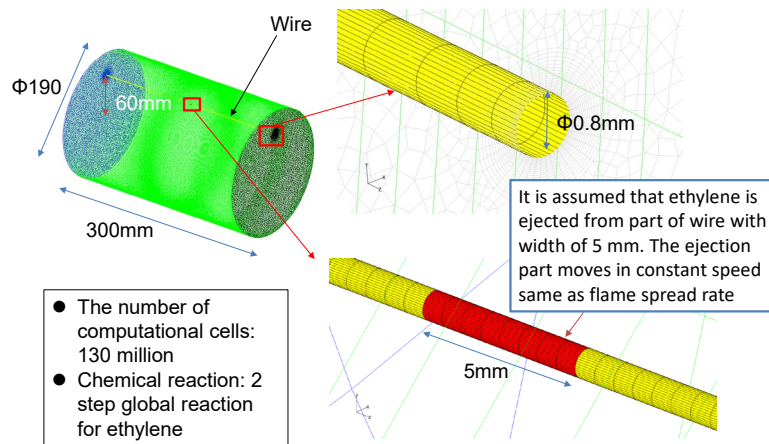 Wire
Φ190
60mm
300mm
Φ0.8mm
It is assumed that ethylene is
ejected from part of wire with
width of 5 mm. The ejection
part moves in constant speed
same as flame spread rate
5mm
● The number of
computational cells:
130 million
● Chemical reaction: 2
step global reaction
for ethylene